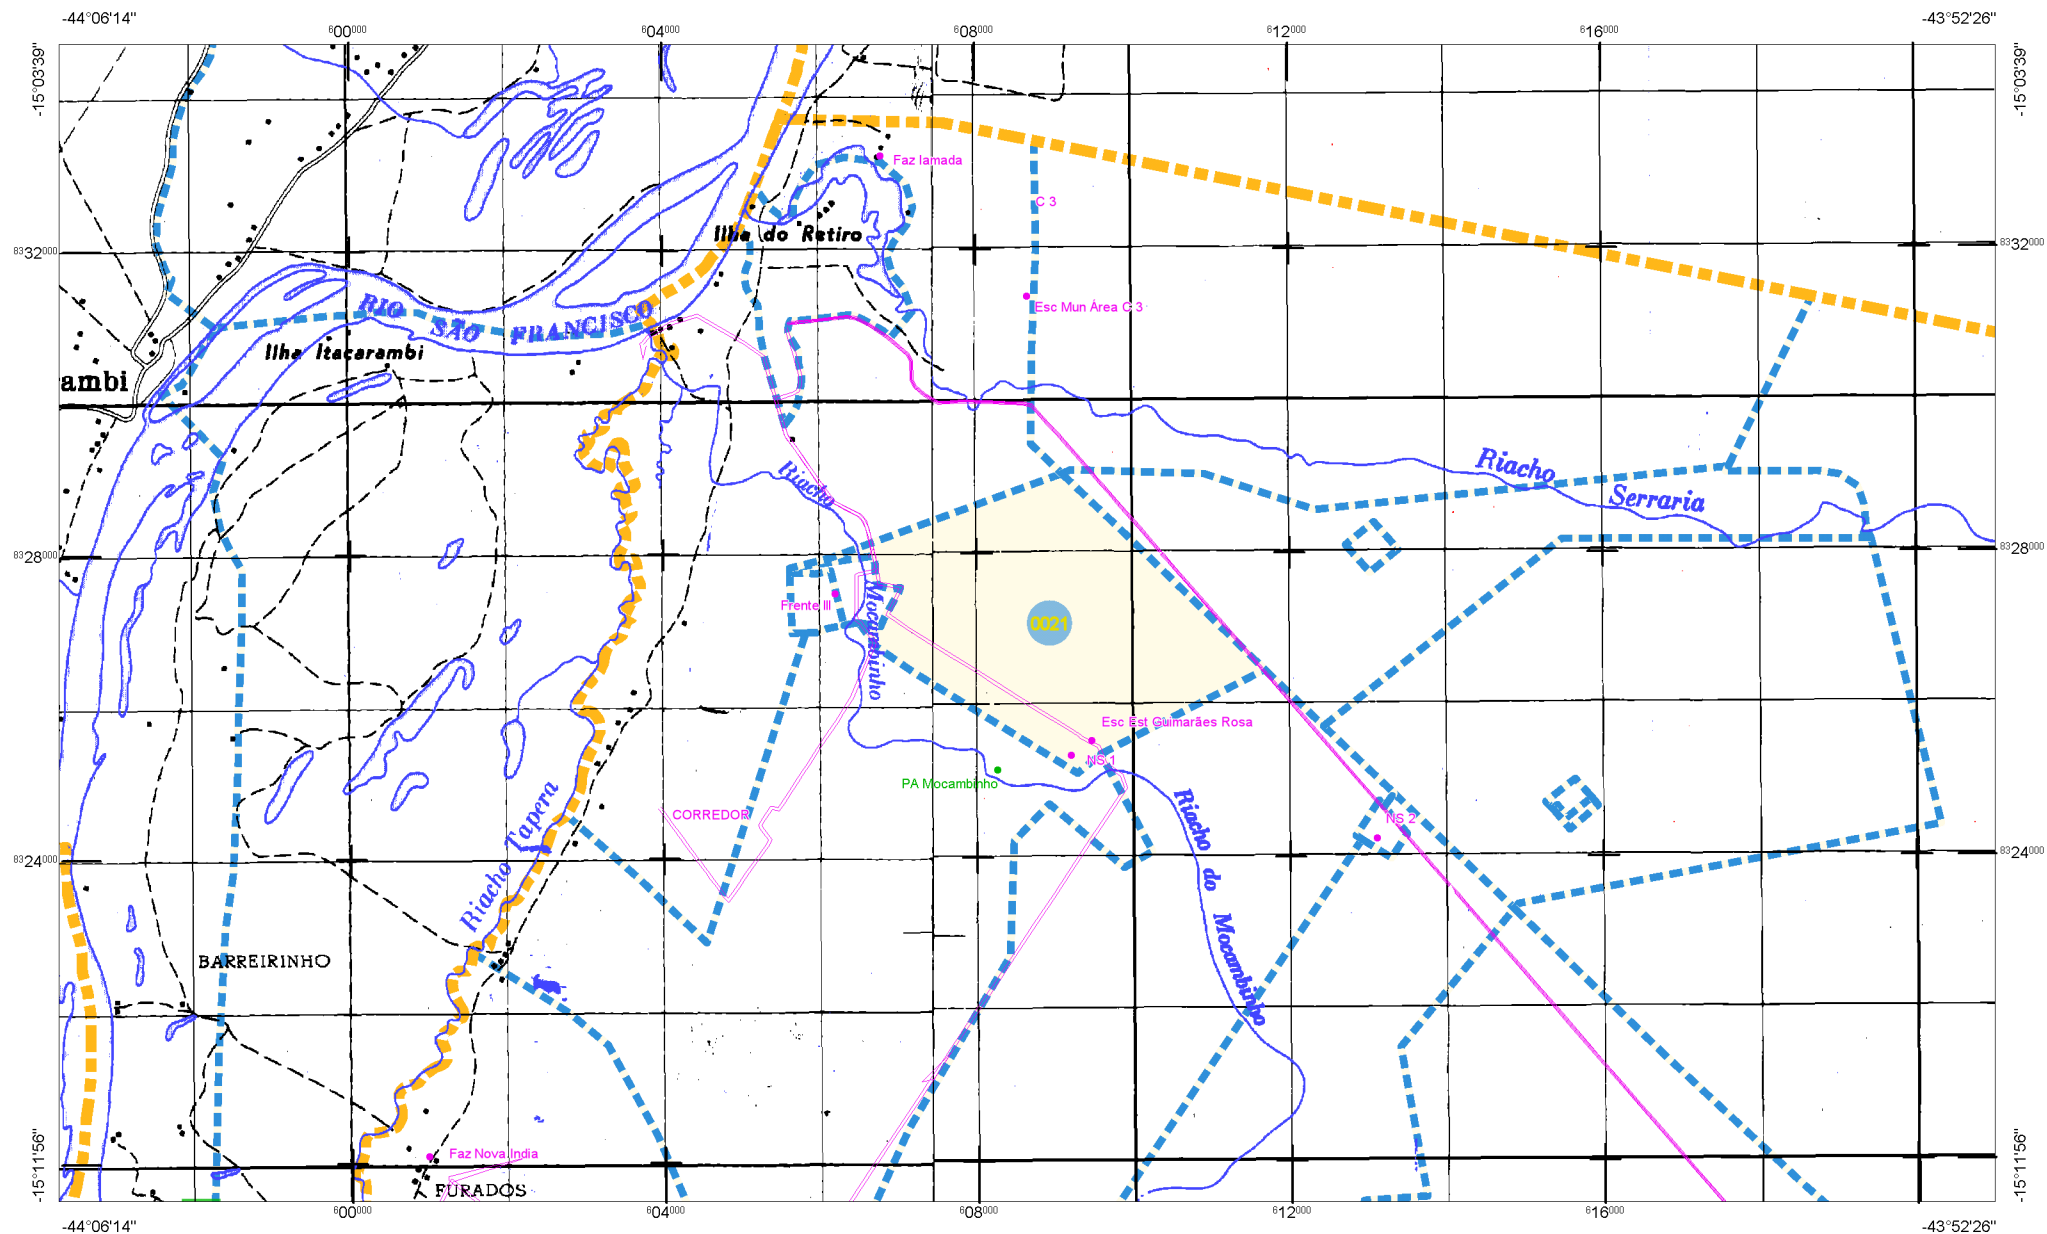 -44°06'14"
-43°52'26"
600000
604000
608000
612000
616000
-15°03'39"
-15°03'39"
Faz Iamada
C 3
Ilha do Retiro
8332000
8332000
Esc Mun Área C 3
RIO SÃO FRANCISCO
Ilha Itacarambi
ambi
Riacho Serraria
Riacho Mocambinho
8328000
8328000
Frente III
0021
Esc Est Guimarães Rosa
NS 1
PA Mocambinho
CORREDOR
NS 2
Riacho Tapera
Riacho do Mocambinho
8324000
8324000
BARREIRINHO
Faz Nova India
FURADOS
-15°11'56"
-15°11'56"
600000
604000
608000
612000
616000
-44°06'14"
-43°52'26"